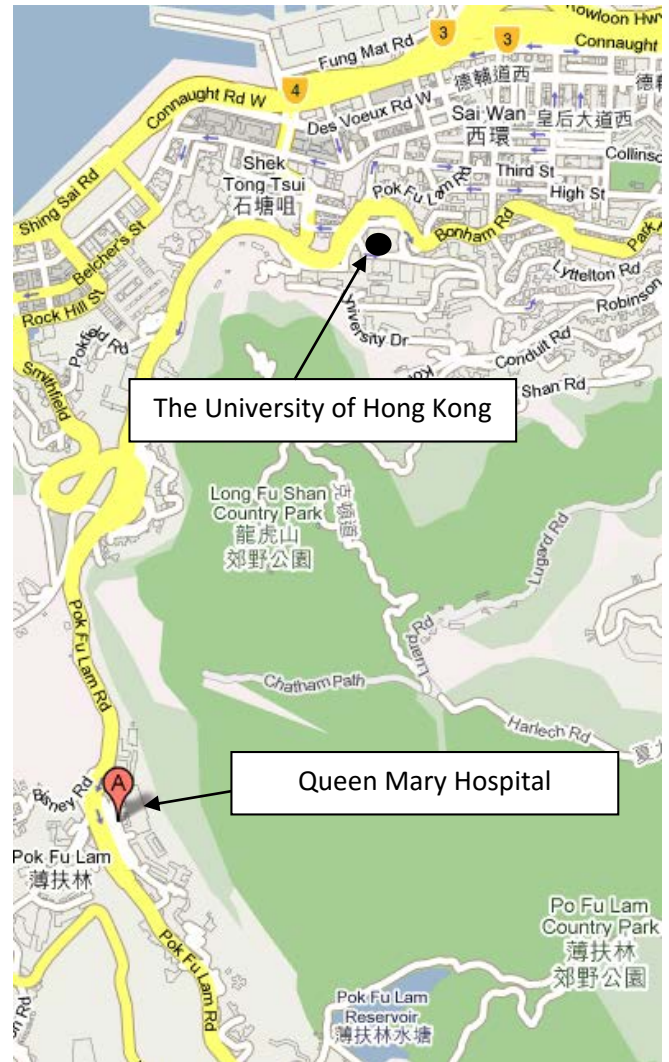 Kowloon Hwy
3
3
Connaught
Fung Mat Rd
4
Connaught Rd W
德輔道西
Des Voeux Rd W
Sai Wan
西環
皇后大道西
Shek
Tong Tsui
石塘咀
Pok Fu Lam Rd
Third St
High St
Shing Sai Rd
Belcher's St
Bonham Rd
Park
Lyttelton Rd
Rock Hill St
Robinson
University Dr
Pokfield Rd
Conduit Rd
Smithfield
Shan Rd
The University of Hong Kong
Long Fu Shan
Country Park
龍虎山
郊野公園
克頓道
Lugard Rd
Lugard Rd
Pok Fu Lam Rd
Chatham Path
Harlech Rd
Queen Mary Hospital
A
Bisney Rd
Pok Fu Lam
薄扶林
Po Fu Lam
Country Park
薄扶林
郊野公園
Pok Fu Lam Rd
Pok Fu Lam
Reservoir
薄扶林水塘